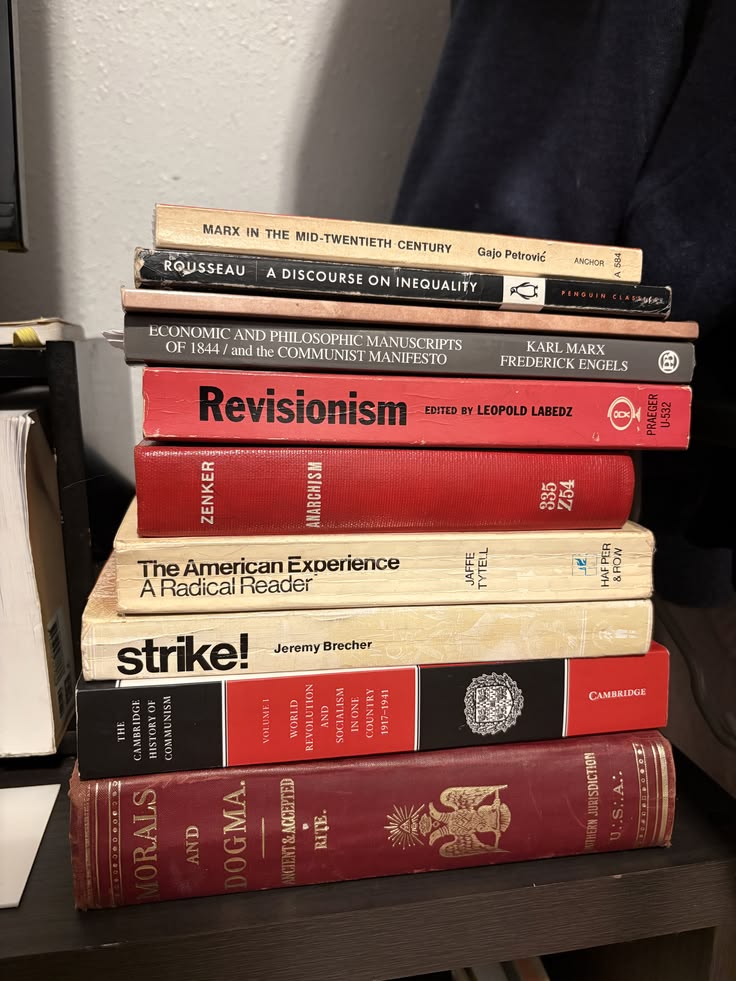 MARX IN THE MID-TWENTIETH CENTURY Gajo Petrović ANCHOR A 584
ROUSSEAU A DISCOURSE ON INEQUALITY PENGUIN CLASSICS
ECONOMIC AND PHILOSOPHIC MANUSCRIPTS
OF 1844 / and the COMMUNIST MANIFESTO
KARL MARX
FREDERICK ENGELS
Revisionism EDITED BY LEOPOLD LABEDZ
PRAEGER
U-532
ZENKER
ANARCHISM
335
Z54
The American Experience
A Radical Reader
JAFFE
TYTELL
HARPER
& ROW
strike! Jeremy Brecher
THE
CAMBRIDGE
HISTORY OF
COMMUNISM
VOLUME I
WORLD
REVOLUTION
AND
SOCIALISM
IN ONE
COUNTRY
1917–1941
CAMBRIDGE
MORALS
AND
DOGMA.
ANCIENT & ACCEPTED
RITE.
JURISDICTION
U.·.S.·.A.·.